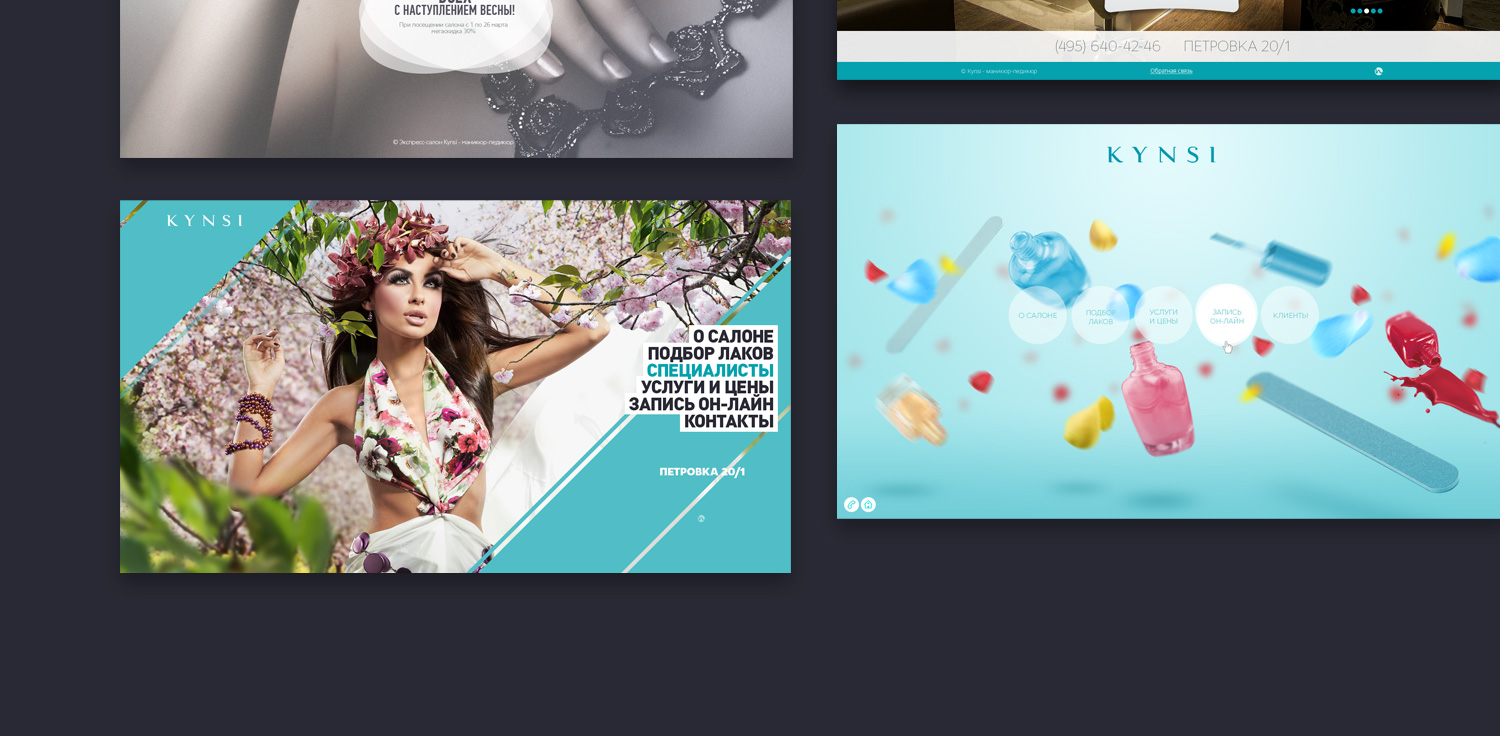 ВСЕХ
С НАСТУПЛЕНИЕМ ВЕСНЫ!
При посещении салона с 1 по 26 марта
мегаскидка 30%
© Экспресс-салон Kynsi - маникюр-педикюр
(495) 640-42-46 ПЕТРОВКА 20/1
© Kynsi - маникюр-педикюр
Обратная связь
KYNSI
О САЛОНЕ
ПОДБОР ЛАКОВ
СПЕЦИАЛИСТЫ
УСЛУГИ И ЦЕНЫ
ЗАПИСЬ ОН-ЛАЙН
КОНТАКТЫ
ПЕТРОВКА 20/1
KYNSI
О САЛОНЕ
ПОДБОР
ЛАКОВ
УСЛУГИ
И ЦЕНЫ
ЗАПИСЬ
ОН-ЛАЙН
КЛИЕНТЫ